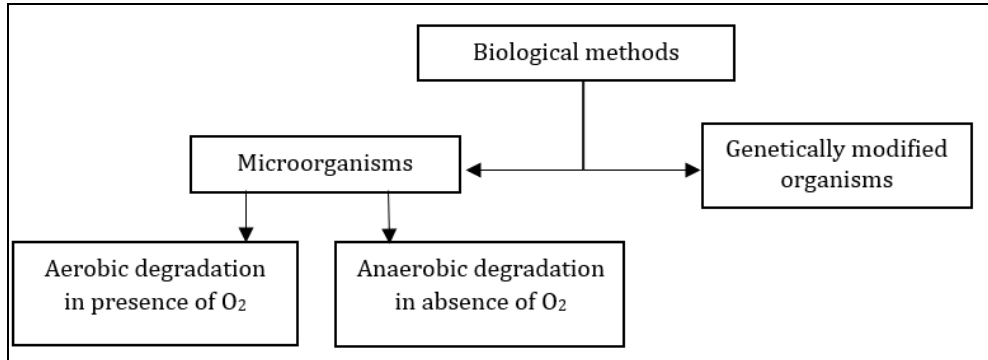 Biological methods
Microorganisms
Genetically modified
organisms
Aerobic degradation
in presence of O₂
Anaerobic degradation
in absence of O₂